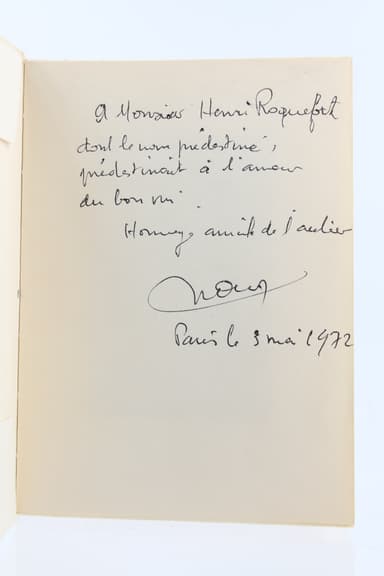 A Monsieur Henri Roquefort
dont le nom prédestiné,
prédestinait à l'amour
du bon vin.
Hommage amical de l'auteur
Paris le 3 mai 1972